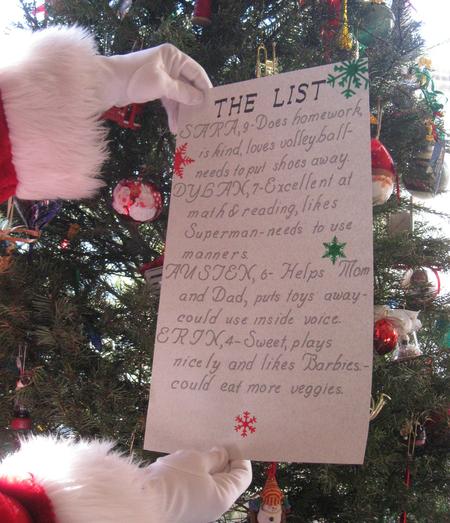 THE LIST
SARA, 9-Does homework,
is kind, loves volleyball-
needs to put shoes away.
DYLAN, 7-Excellent at
math & reading, likes
Superman-needs to use
manners.
AUSTEN, 6- Helps Mom
and Dad, puts toys away-
could use inside voice.
ERIN, 4- Sweet, plays
nicely and likes Barbies.-
could eat more veggies.